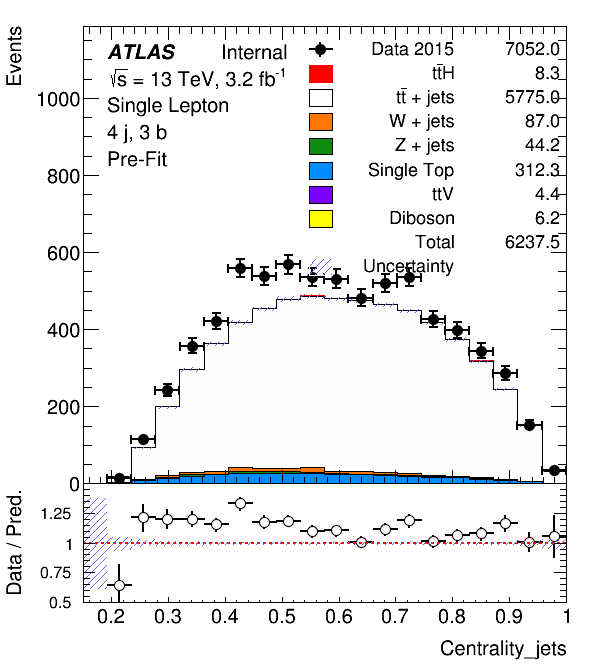 Events
ATLAS Internal
√s = 13 TeV, 3.2 fb⁻¹
Single Lepton
4 j, 3 b
Pre-Fit
Data 2015 7052.0
tt̄H 8.3
tt̄ + jets 5775.0
W + jets 87.0
Z + jets 44.2
Single Top 312.3
ttV 4.4
Diboson 6.2
Total 6237.5
Uncertainty
1000
800
600
400
200
0
Data / Pred.
1.25
1
0.75
0.5
0.2 0.3 0.4 0.5 0.6 0.7 0.8 0.9 1
Centrality_jets